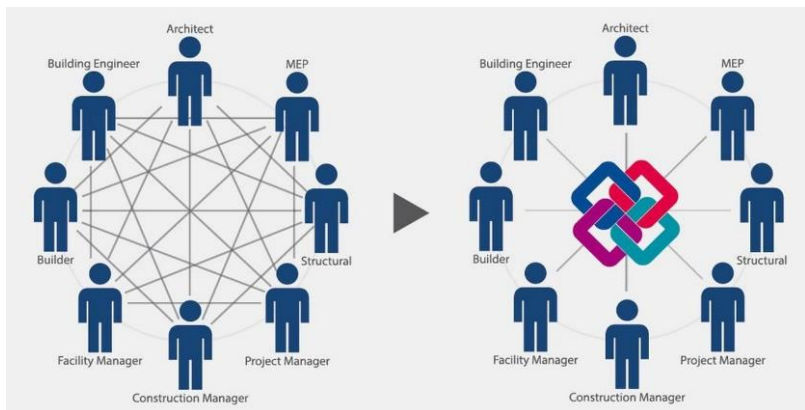 Architect
Building Engineer
MEP
Builder
Structural
Facility Manager
Project Manager
Construction Manager
Architect
Building Engineer
MEP
Builder
Structural
Facility Manager
Project Manager
Construction Manager